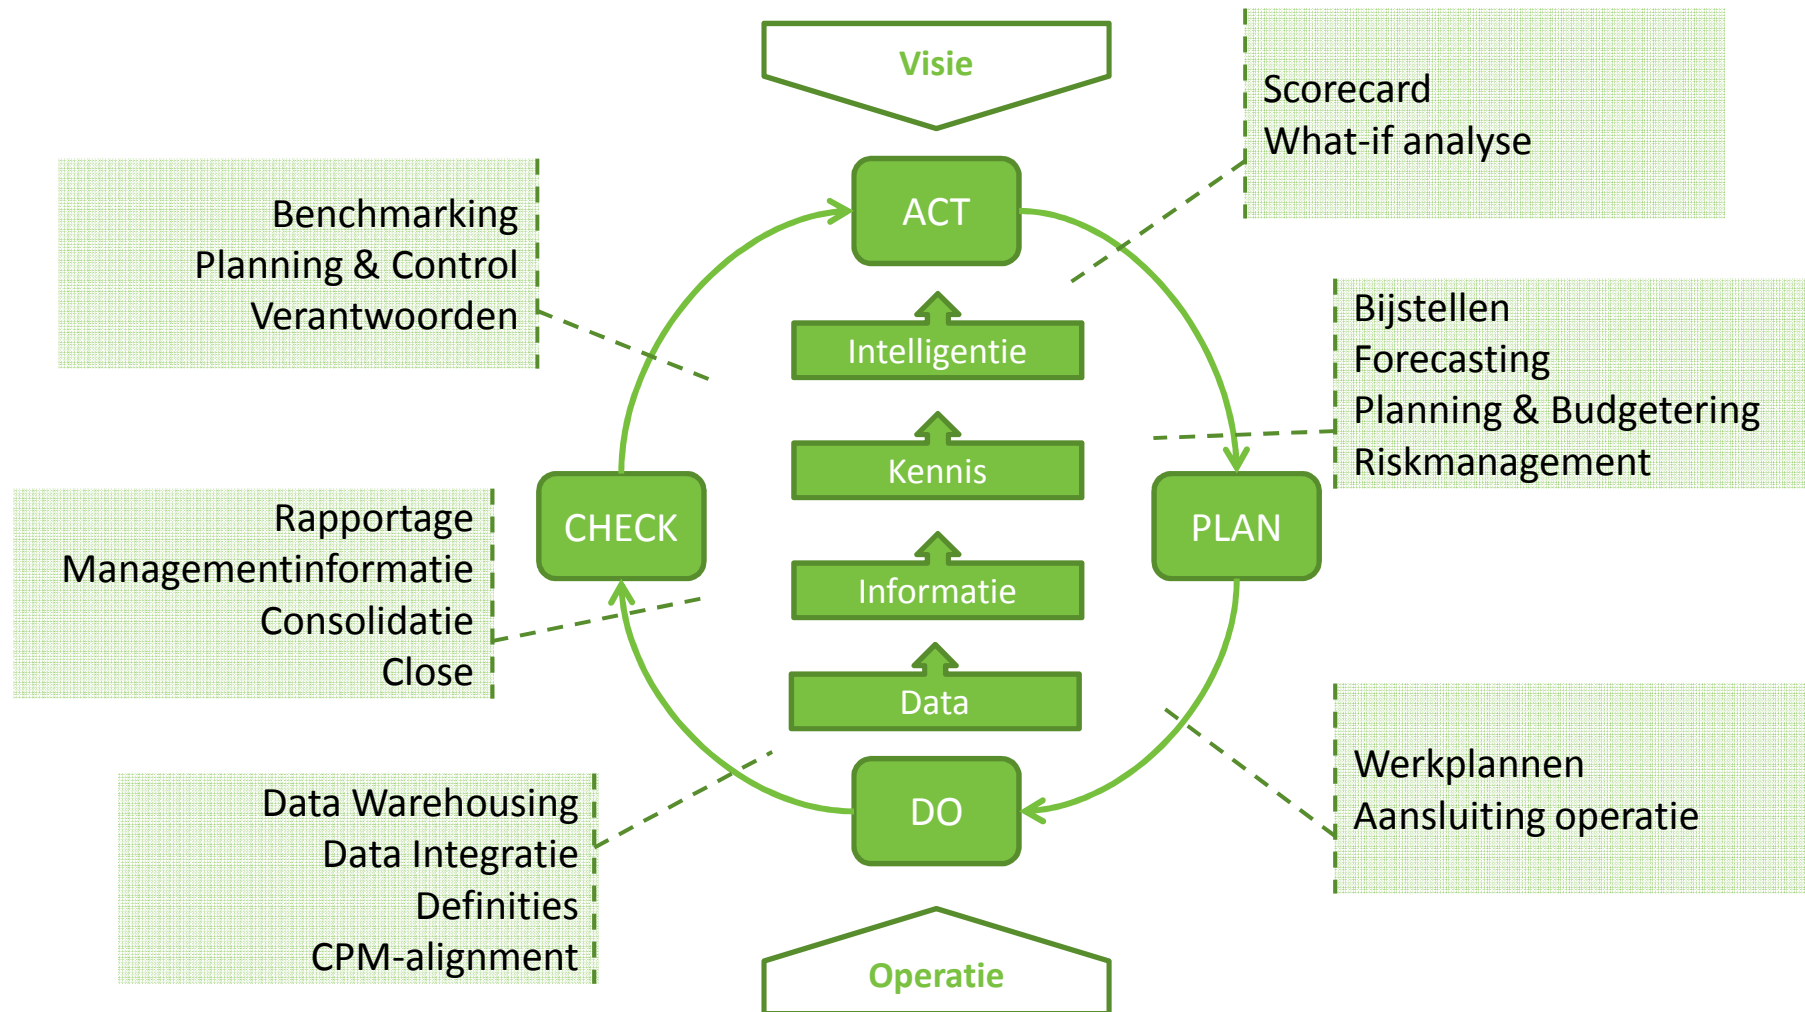 Visie
Scorecard
What-if analyse
Benchmarking
Planning & Control
Verantwoorden
ACT
Bijstellen
Forecasting
Planning & Budgetering
Riskmanagement
Intelligentie
Kennis
CHECK
PLAN
Rapportage
Managementinformatie
Consolidatie
Close
Informatie
Data
Werkplannen
Aansluiting operatie
Data Warehousing
Data Integratie
Definities
CPM-alignment
DO
Operatie